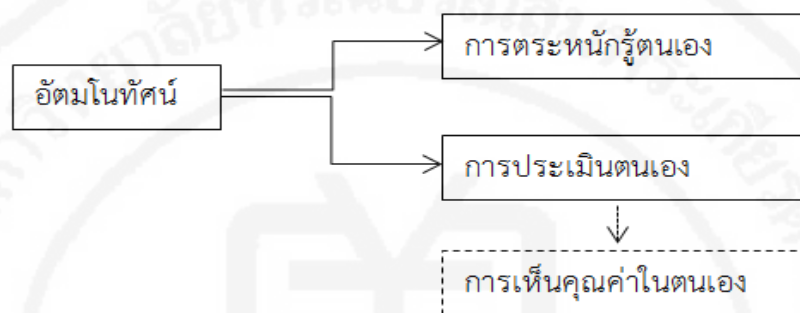 การตระหนักรู้ตนเอง
อัตมโนทัศน์
การประเมินตนเอง
การเห็นคุณค่าในตนเอง